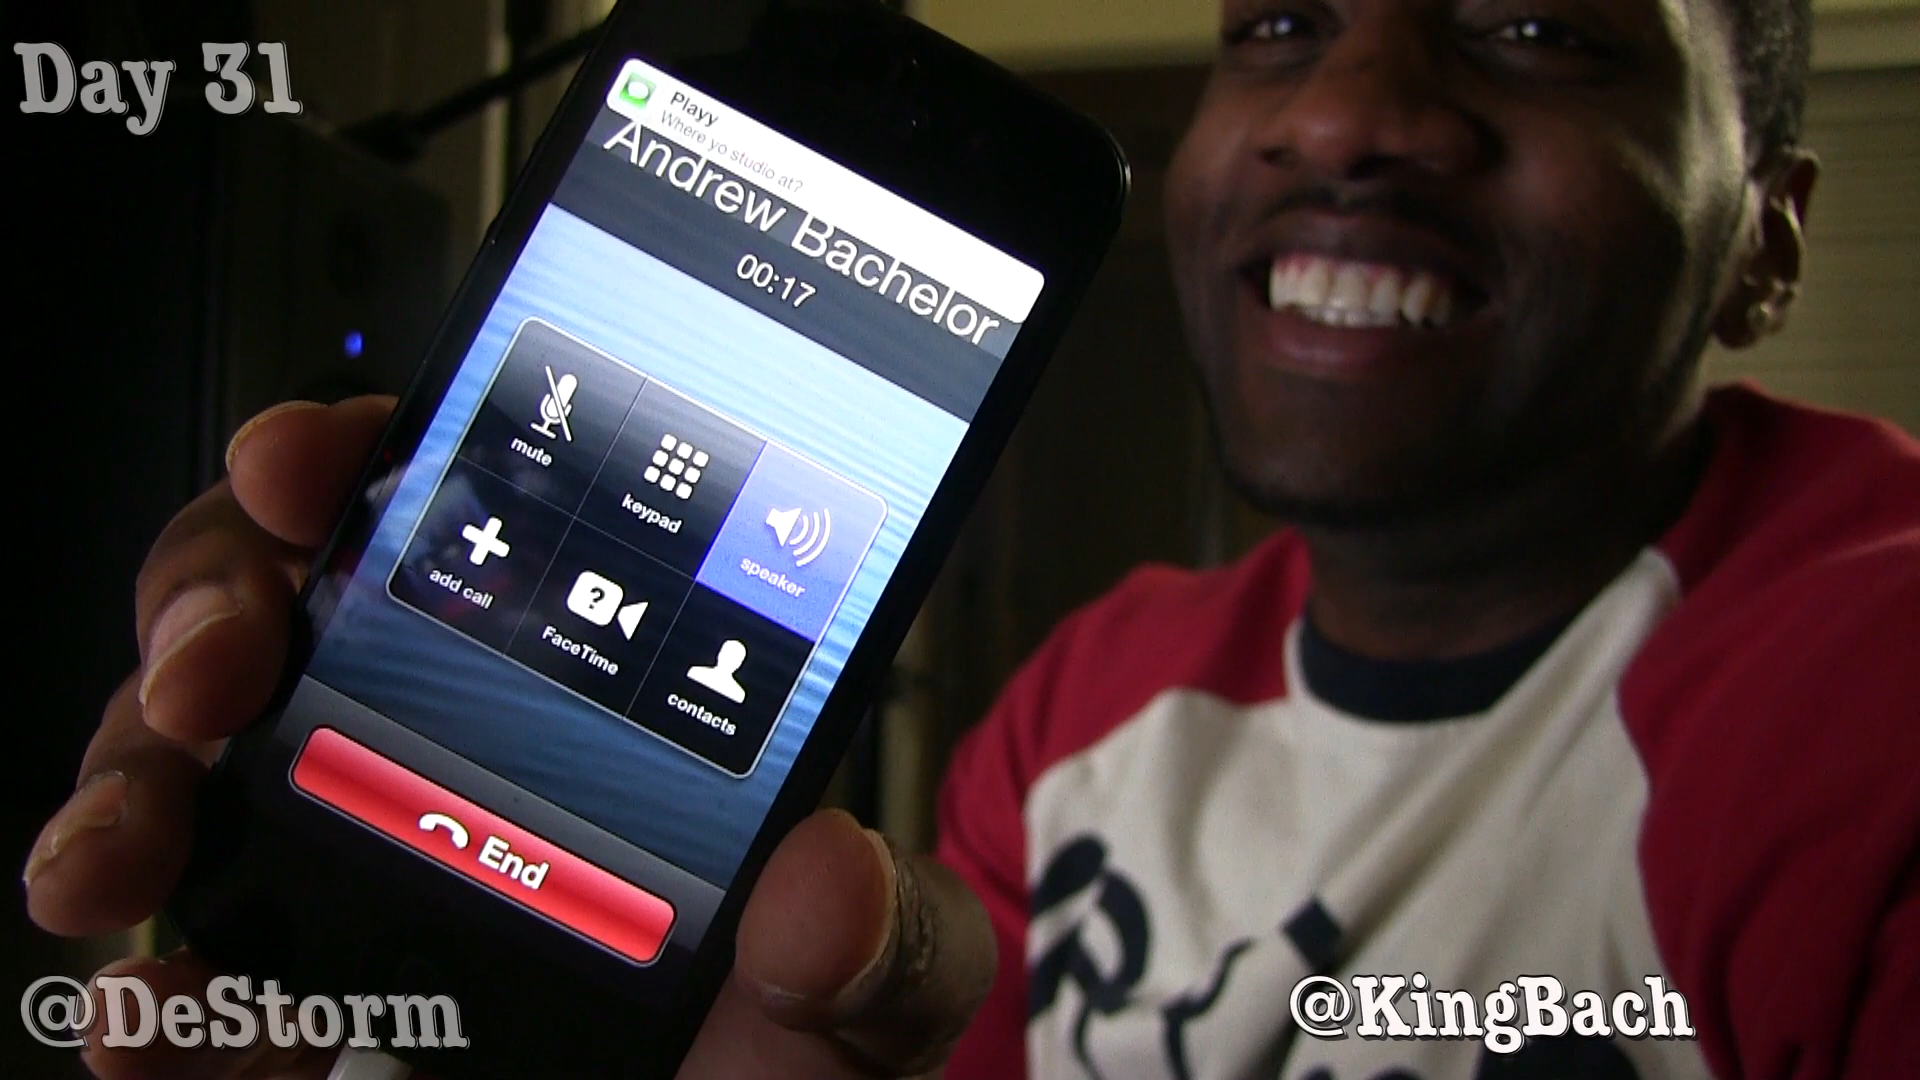 Day 31
Playy
Where yo studio at?
Andrew Bachelor
00:17
mute
keypad
speaker
add call
FaceTime
contacts
End
@DeStorm
@KingBach